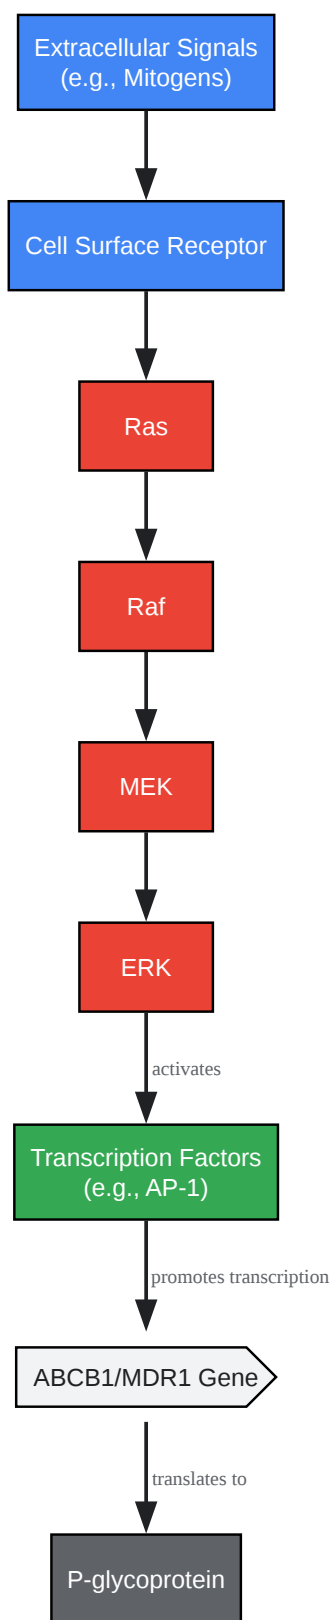 Extracellular Signals
(e.g., Mitogens)
Cell Surface Receptor
Ras
Raf
MEK
ERK
activates
Transcription Factors
(e.g., AP-1)
promotes transcription
ABCB1/MDR1 Gene
translates to
P-glycoprotein